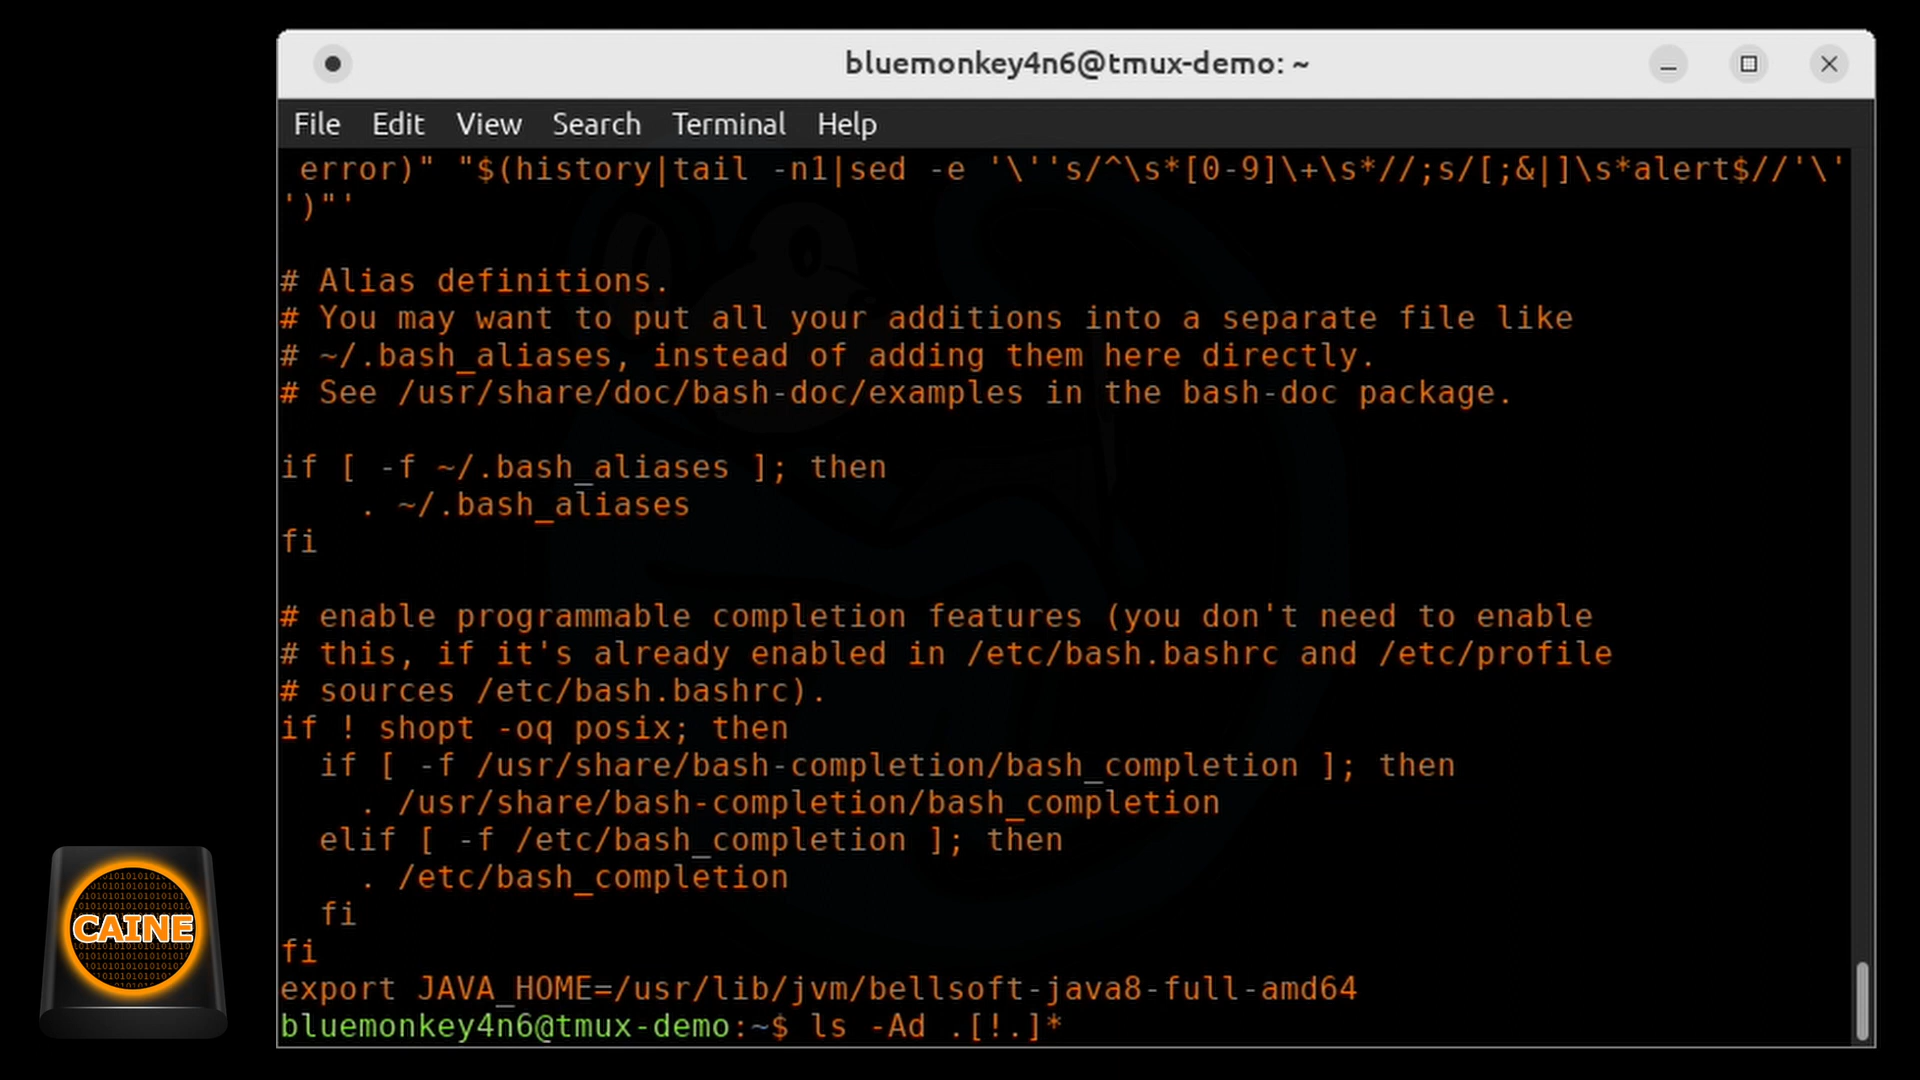 bluemonkey4n6@tmux-demo: ~
File Edit View Search Terminal Help
 error)" "$(history|tail -n1|sed -e '\''s/^\s*[0-9]\+\s*//;s/[;&|]\s*alert$//'\'
')"'

# Alias definitions.
# You may want to put all your additions into a separate file like
# ~/.bash_aliases, instead of adding them here directly.
# See /usr/share/doc/bash-doc/examples in the bash-doc package.

if [ -f ~/.bash_aliases ]; then
    . ~/.bash_aliases
fi

# enable programmable completion features (you don't need to enable
# this, if it's already enabled in /etc/bash.bashrc and /etc/profile
# sources /etc/bash.bashrc).
if ! shopt -oq posix; then
  if [ -f /usr/share/bash-completion/bash_completion ]; then
    . /usr/share/bash-completion/bash_completion
  elif [ -f /etc/bash_completion ]; then
    . /etc/bash_completion
  fi
fi
export JAVA_HOME=/usr/lib/jvm/bellsoft-java8-full-amd64
bluemonkey4n6@tmux-demo:~$ ls -Ad .[!.]*
CAINE